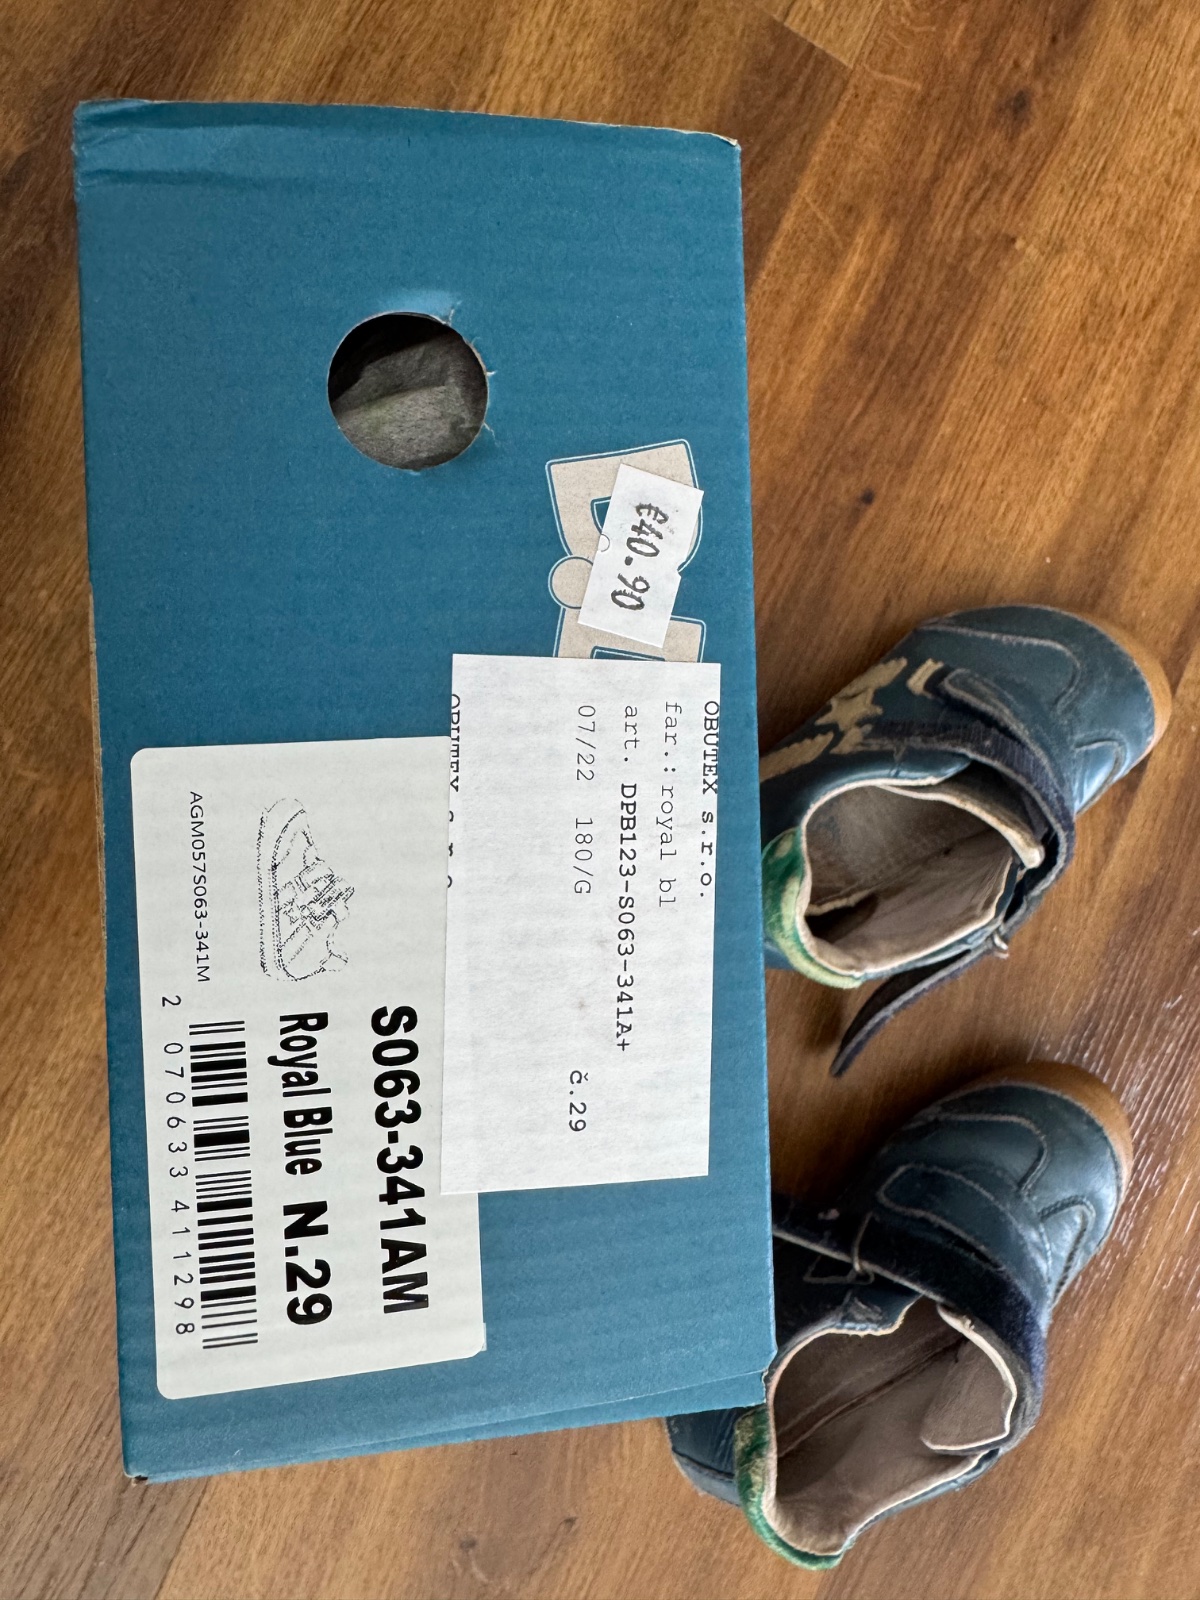 €40.90
OBUTEX s.r.o.
far.: royal bl
art. DPB123-S063-341A+
07/22 180/G č.29
OBUTEX s.r.o.
S063-341AM
Royal Blue N.29
AGM057S063-341M
2 070633 411298